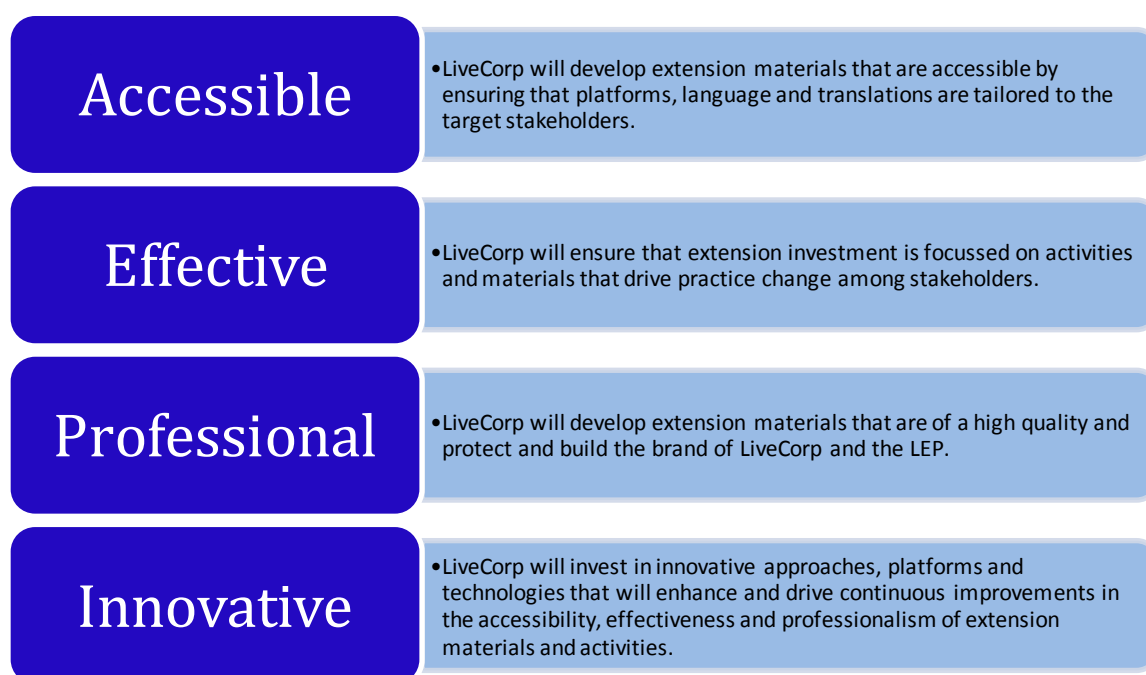 Accessible
•LiveCorp will develop extension materials that are accessible by
ensuring that platforms, language and translations are tailored to the
target stakeholders.
Effective
•LiveCorp will ensure that extension investment is focussed on activities
and materials that drive practice change among stakeholders.
Professional
•LiveCorp will develop extension materials that are of a high quality and
protect and build the brand of LiveCorp and the LEP.
Innovative
•LiveCorp will invest in innovative approaches, platforms and
technologies that will enhance and drive continuous improvements in
the accessibility, effectiveness and professionalism of extension
materials and activities.